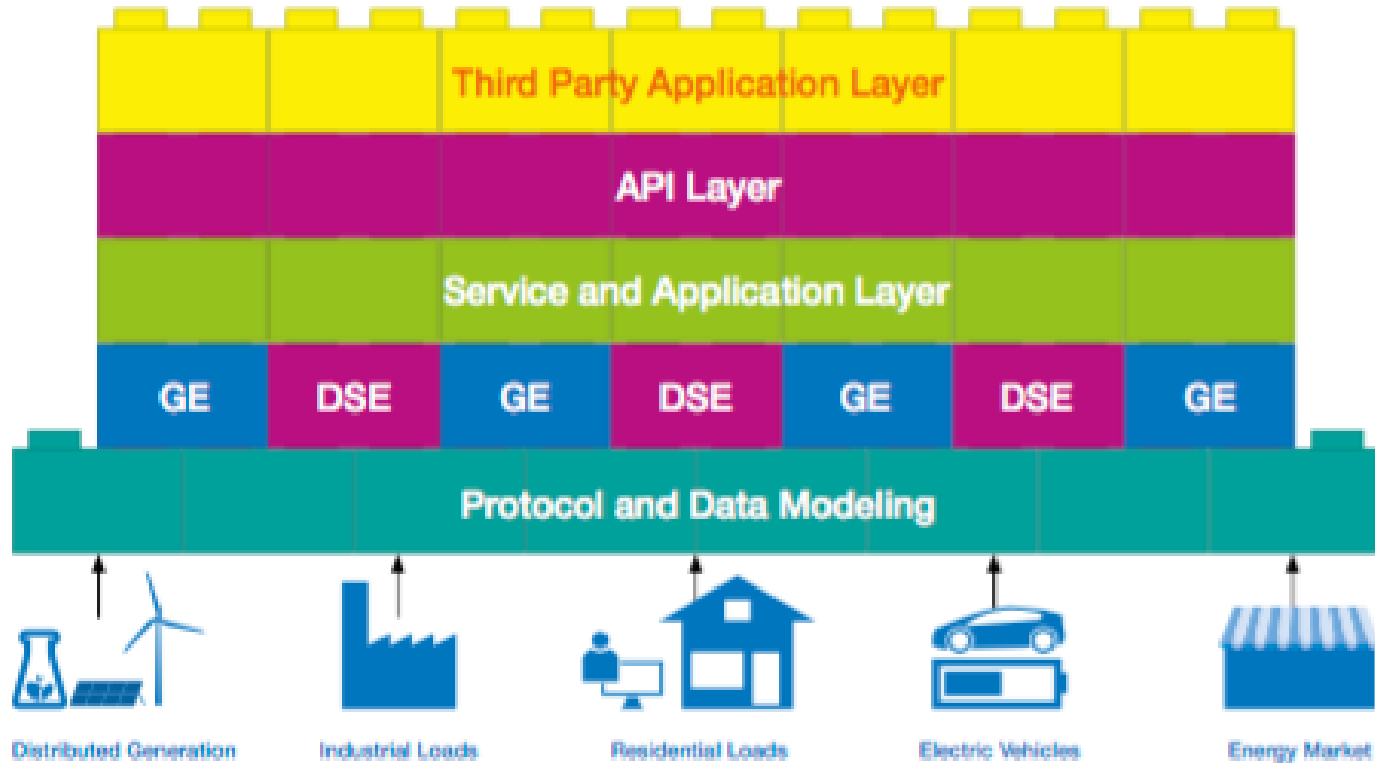 Third Party Application Layer
API Layer
Service and Application Layer
GE DSE GE DSE GE DSE GE
Protocol and Data Modeling
Distributed Generation Industrial Loads Residential Loads Electric Vehicles Energy Market